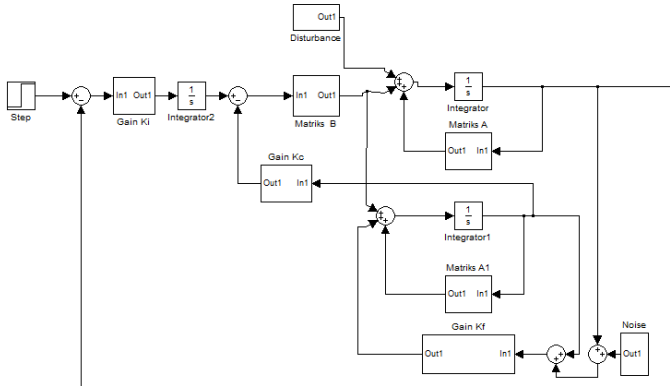 Out1
Disturbance
Step
In1 Out1
Gain Ki
1
s
Integrator2
In1 Out1
Matriks B
1
s
Integrator
Matriks A
Out1 In1
Gain Kc
Out1 In1
1
s
Integrator1
Matriks A1
Out1 In1
Gain Kf
Out1 In1
Noise
Out1